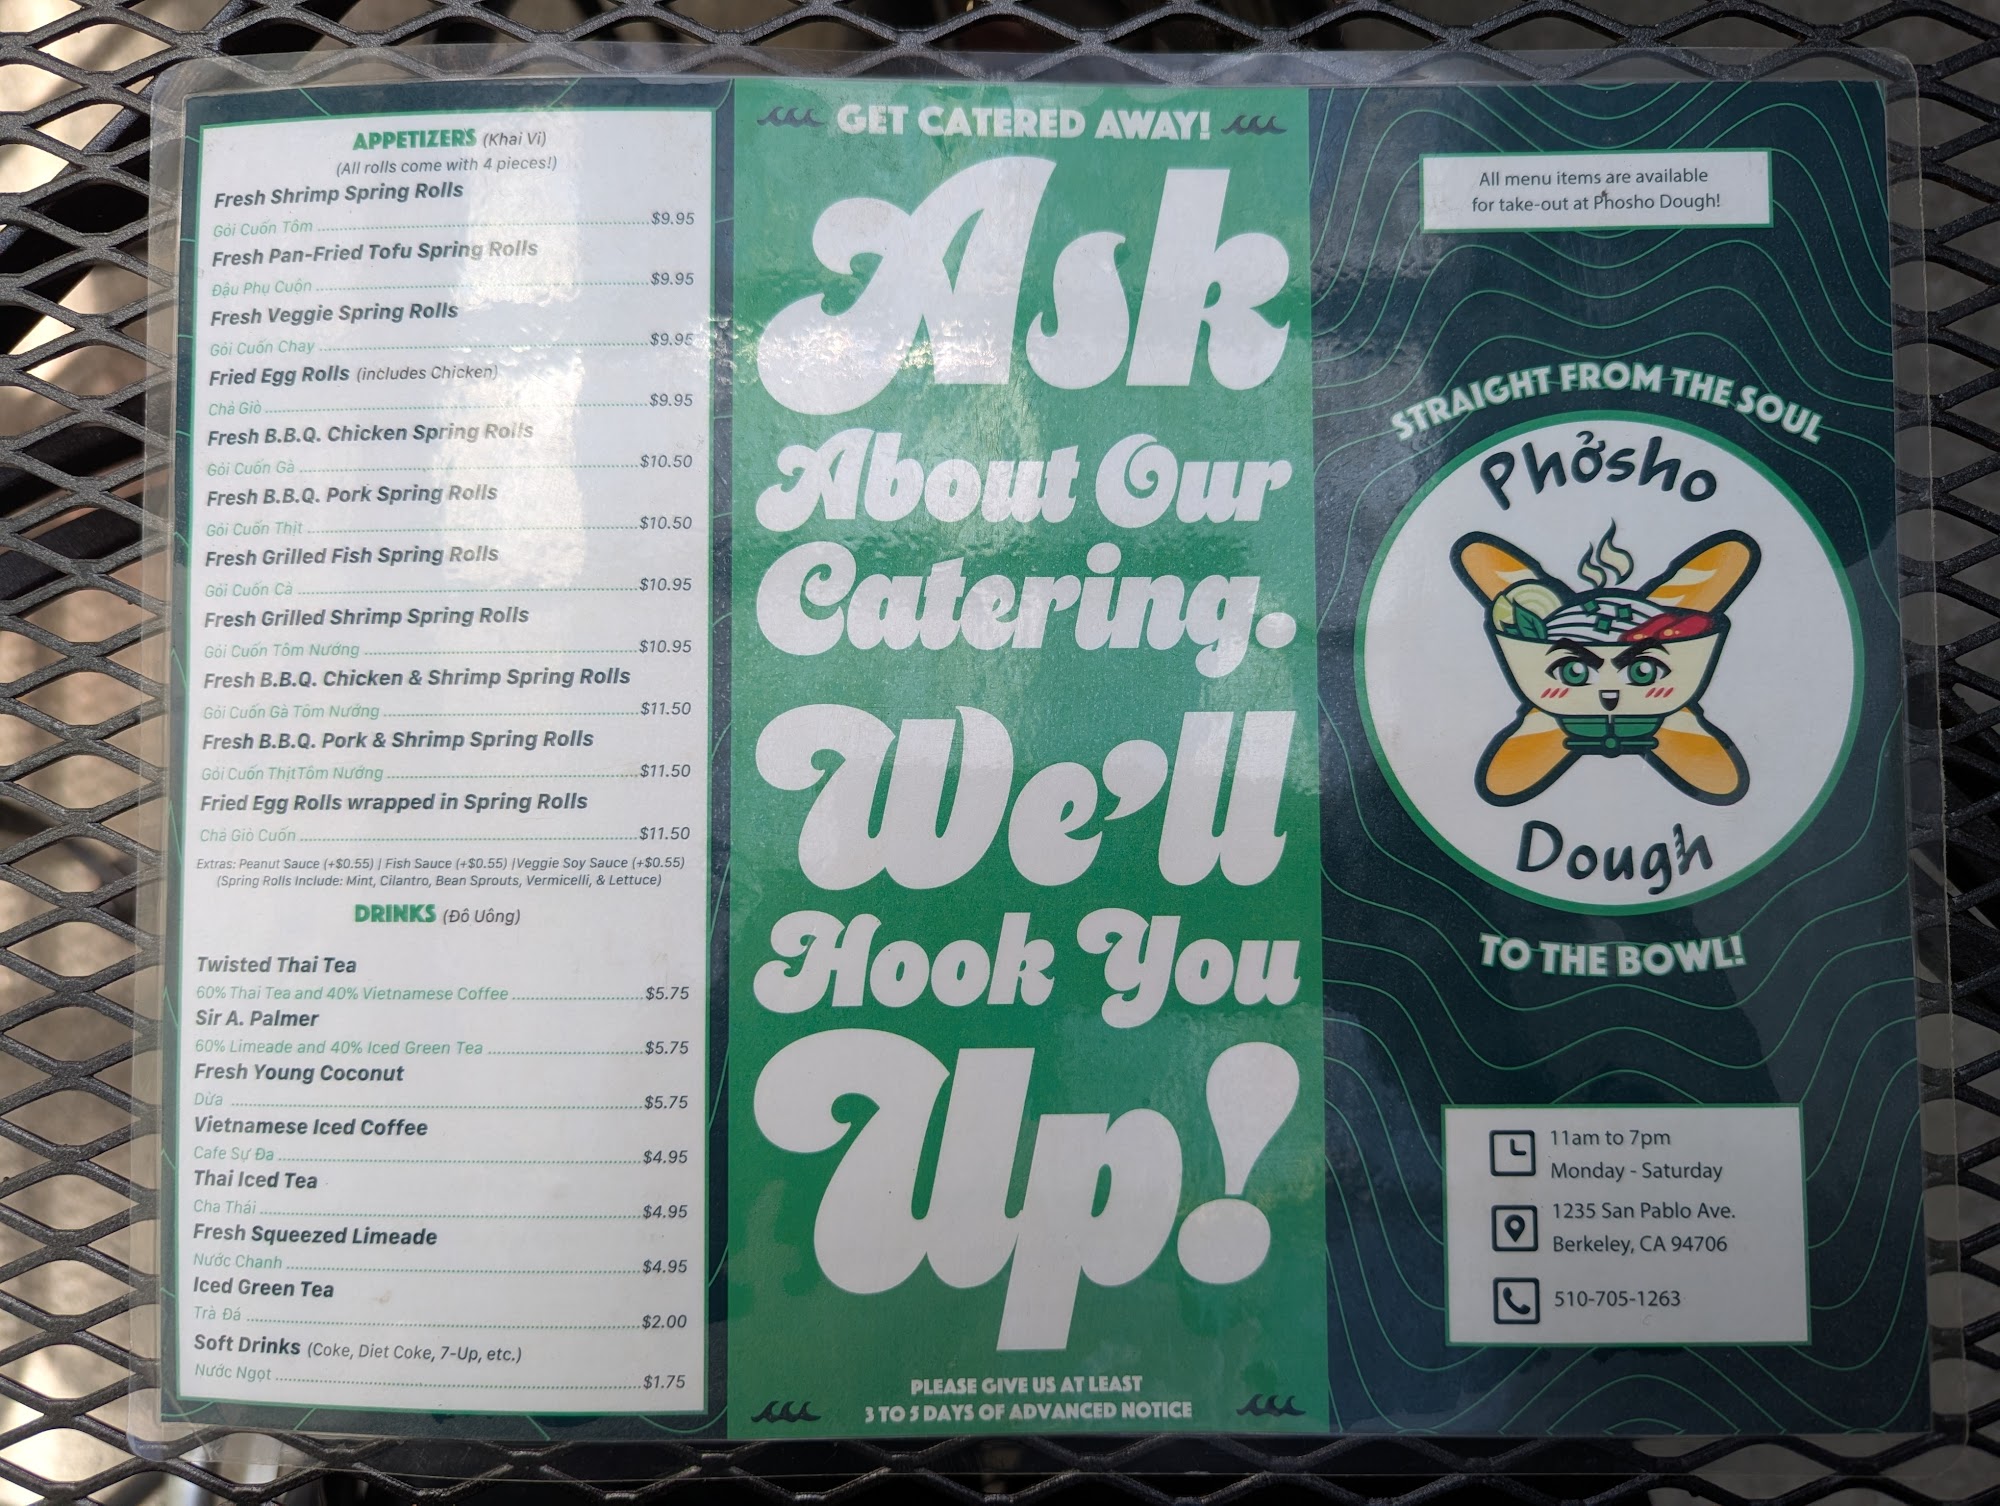 APPETIZERS (Khai Vi)
(All rolls come with 4 pieces!)
Fresh Shrimp Spring Rolls
Gỏi Cuốn Tôm $9.95
Fresh Pan-Fried Tofu Spring Rolls
Đậu Phụ Cuộn $9.95
Fresh Veggie Spring Rolls
Gỏi Cuốn Chay $9.95
Fried Egg Rolls (includes Chicken)
Chả Giò $9.95
Fresh B.B.Q. Chicken Spring Rolls
Gỏi Cuốn Gà $10.50
Fresh B.B.Q. Pork Spring Rolls
Gỏi Cuốn Thịt $10.50
Fresh Grilled Fish Spring Rolls
Gỏi Cuốn Cà $10.95
Fresh Grilled Shrimp Spring Rolls
Gỏi Cuốn Tôm Nướng $10.95
Fresh B.B.Q. Chicken & Shrimp Spring Rolls
Gỏi Cuốn Gà Tôm Nướng $11.50
Fresh B.B.Q. Pork & Shrimp Spring Rolls
Gỏi Cuốn ThịtTôm Nướng $11.50
Fried Egg Rolls wrapped in Spring Rolls
Chả Giò Cuốn $11.50
Extras: Peanut Sauce (+$0.55) | Fish Sauce (+$0.55) |Veggie Soy Sauce (+$0.55)
(Spring Rolls Include: Mint, Cilantro, Bean Sprouts, Vermicelli, & Lettuce)
DRINKS (Đô Uông)
Twisted Thai Tea
60% Thai Tea and 40% Vietnamese Coffee $5.75
Sir A. Palmer
60% Limeade and 40% Iced Green Tea $5.75
Fresh Young Coconut
Dừa $5.75
Vietnamese Iced Coffee
Cafe Sự Đa $4.95
Thai Iced Tea
Cha Thái $4.95
Fresh Squeezed Limeade
Nước Chanh $4.95
Iced Green Tea
Trà Đá $2.00
Soft Drinks (Coke, Diet Coke, 7-Up, etc.)
Nước Ngọt $1.75
GET CATERED AWAY!
Ask
About Our
Catering.
We'll
Hook You
Up!
PLEASE GIVE US AT LEAST
3 TO 5 DAYS OF ADVANCED NOTICE
All menu items are available
for take-out at Phosho Dough!
STRAIGHT FROM THE SOUL
Phởsho
Dough
TO THE BOWL!
11am to 7pm
Monday - Saturday
1235 San Pablo Ave.
Berkeley, CA 94706
510-705-1263